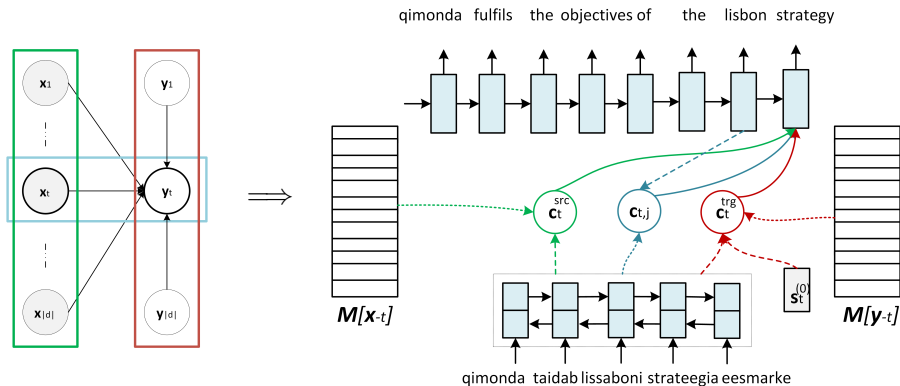 qimonda fulfils the objectives of the lisbon strategy
x1 y1
xt yt
x|d| y|d|
⟹
ct src ct,j ct trg
st(0)
M[x-t] M[y-t]
qimonda taidab lissaboni strateegia eesmarke